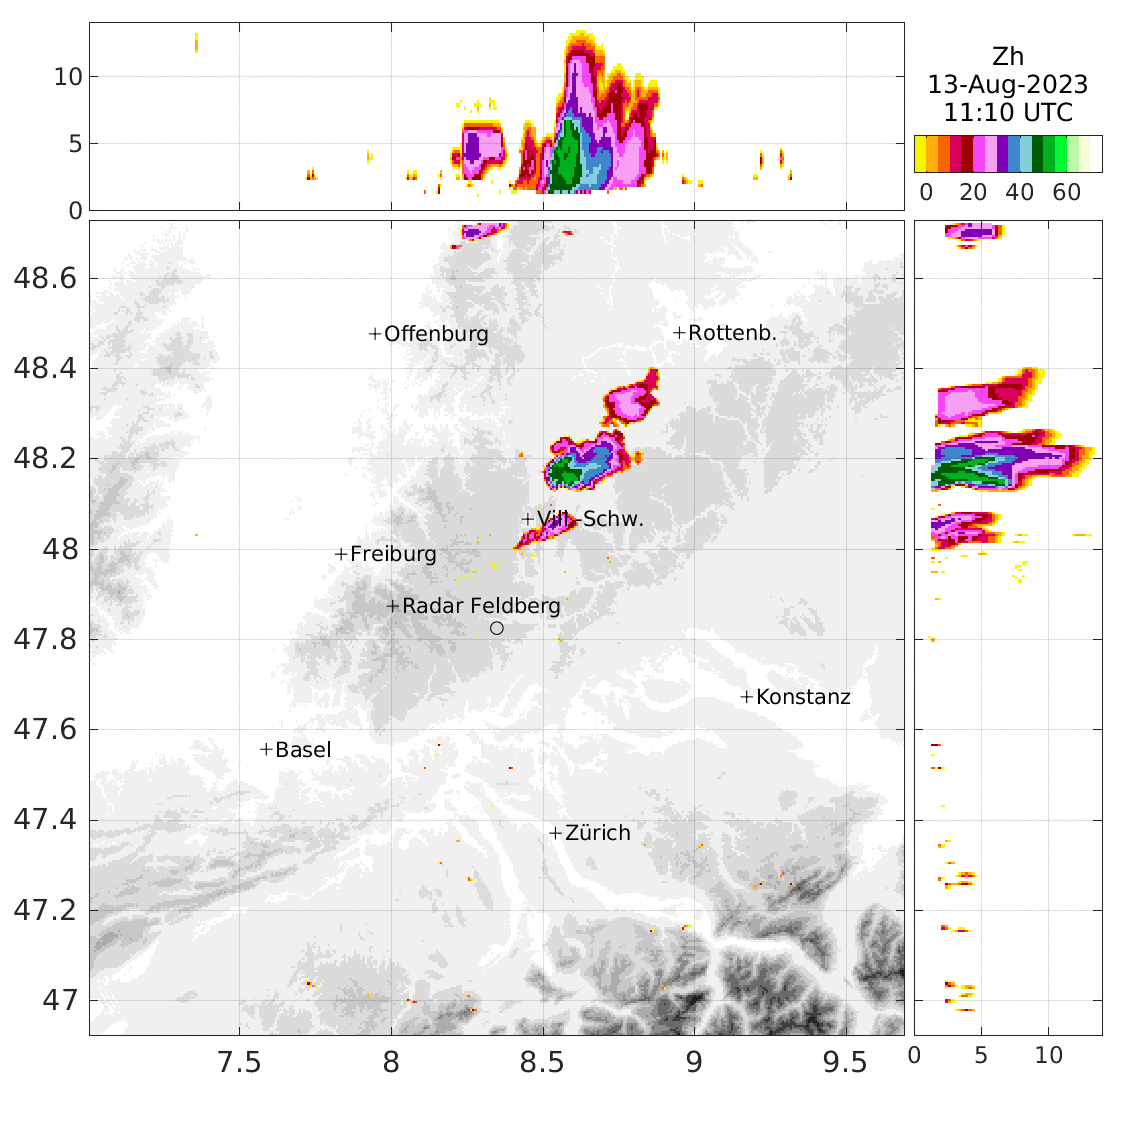 10
5
0
Zh
13-Aug-2023
11:10 UTC
0 20 40 60
48.6
48.4
48.2
48
47.8
47.6
47.4
47.2
47
+Offenburg
+Rottenb.
+Vill.-Schw.
+Freiburg
+Radar Feldberg
+Konstanz
+Basel
+Zürich
7.5 8 8.5 9 9.5
0 5 10